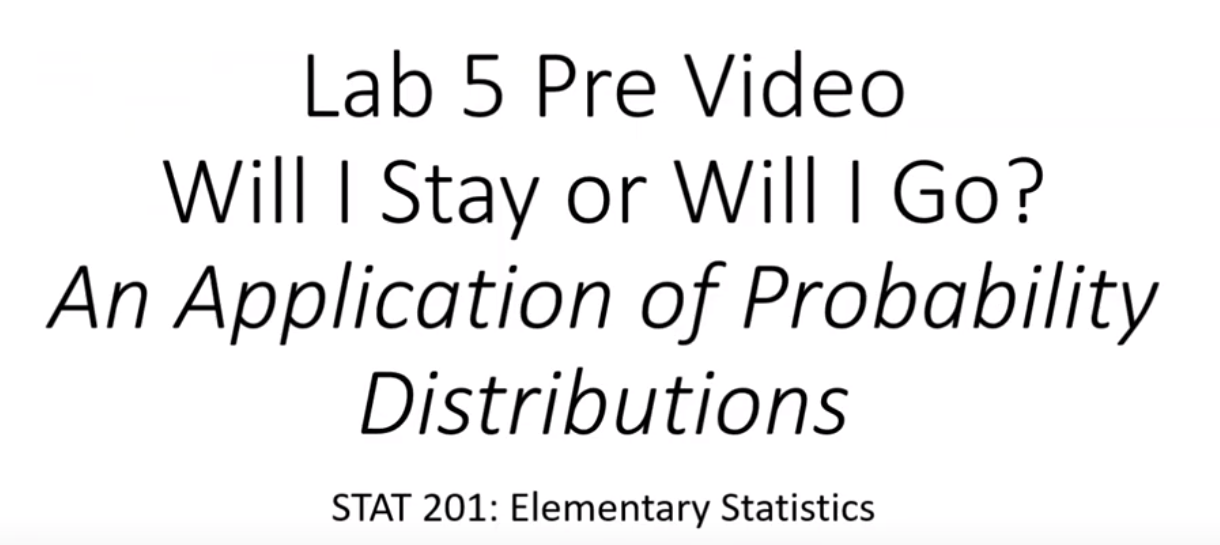 Lab 5 Pre Video
Will I Stay or Will I Go?
An Application of Probability
Distributions
STAT 201: Elementary Statistics